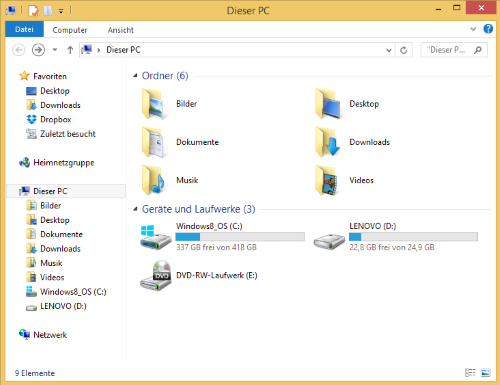 Dieser PC
Datei Computer Ansicht
Dieser PC "Dieser P...
Favoriten
Desktop
Downloads
Dropbox
Zuletzt besucht
Heimnetzgruppe
Dieser PC
Bilder
Desktop
Dokumente
Downloads
Musik
Videos
Windows8_OS (C:)
LENOVO (D:)
Netzwerk
Ordner (6)
Bilder Desktop
Dokumente Downloads
Musik Videos
Geräte und Laufwerke (3)
Windows8_OS (C:) LENOVO (D:)
337 GB frei von 418 GB 22,8 GB frei von 24,9 GB
DVD DVD-RW-Laufwerk (E:)
9 Elemente